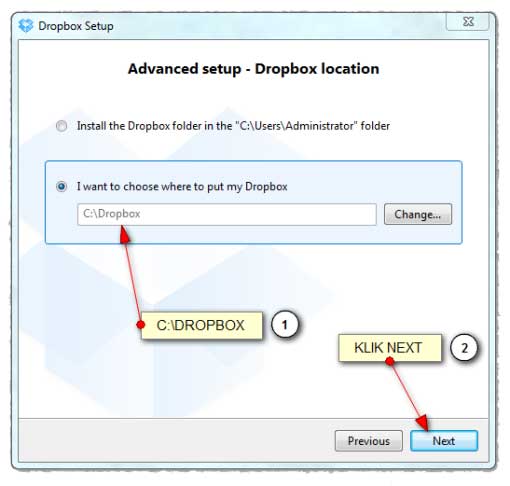 Dropbox Setup
Advanced setup - Dropbox location
Install the Dropbox folder in the "C:\Users\Administrator" folder
I want to choose where to put my Dropbox
C:\Dropbox
Change...
C:\DROPBOX
1
KLIK NEXT
2
Previous
Next